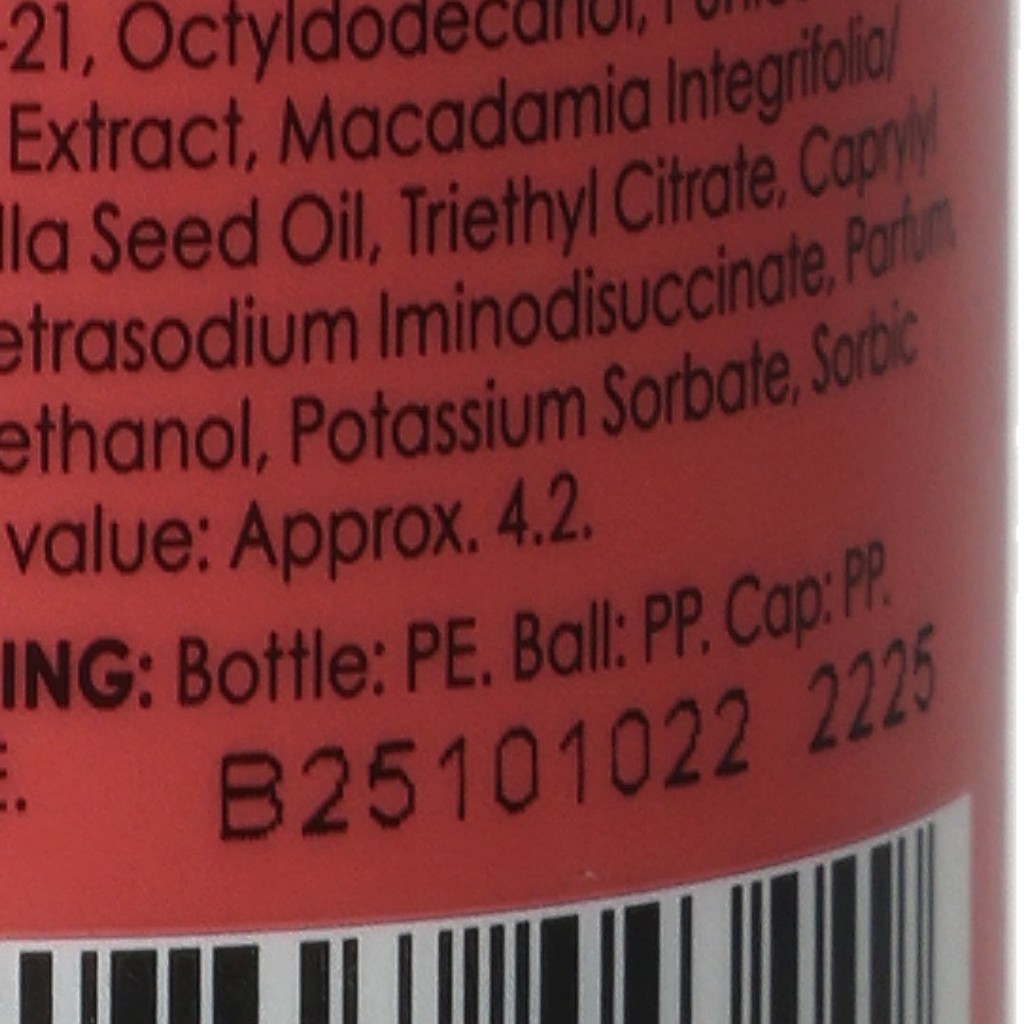 -21, Octyldodecanol,
Extract, Macadamia Integrifolia/
lla Seed Oil, Triethyl Citrate, Caprylyl
etrasodium Iminodisuccinate, Parfum,
ethanol, Potassium Sorbate, Sorbic
value: Approx. 4.2.
ING: Bottle: PE. Ball: PP. Cap: PP.
E.
B25101022 2225